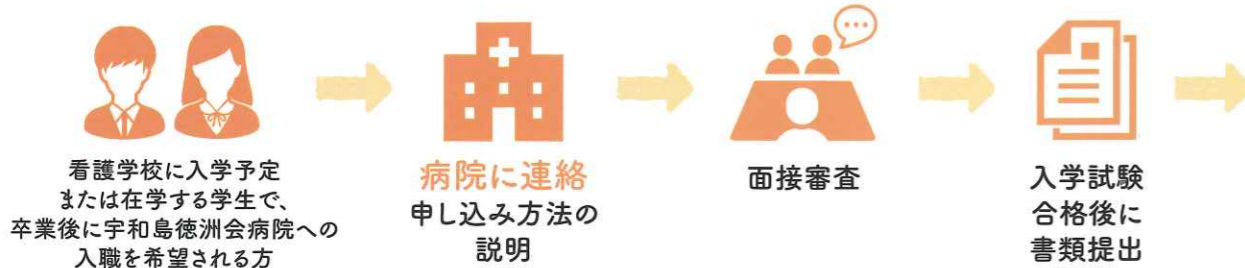 看護学校に入学予定
または在学する学生で、
卒業後に宇和島徳洲会病院への
入職を希望される方
病院に連絡
申し込み方法の
説明
面接審査
入学試験
合格後に
書類提出